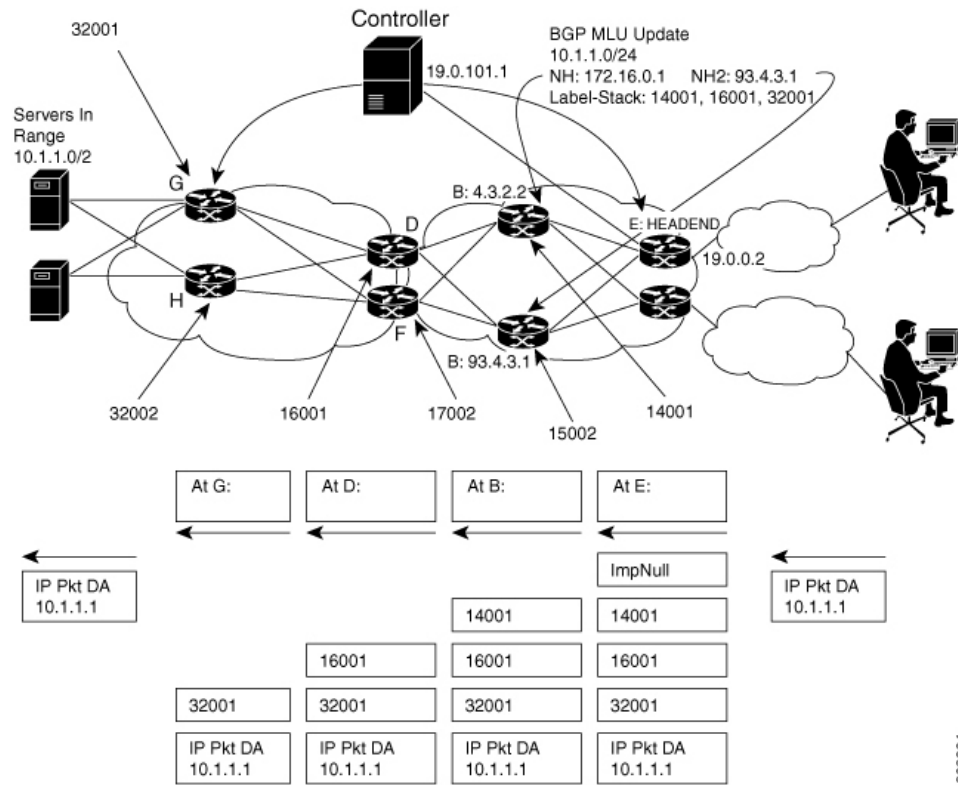 32001
Controller
19.0.101.1
BGP MLU Update
10.1.1.0/24
NH: 172.16.0.1 NH2: 93.4.3.1
Label-Stack: 14001, 16001, 32001
Servers In
Range
10.1.1.0/2
G
B: 4.3.2.2
D
E: HEADEND
19.0.0.2
H
F
B: 93.4.3.1
32002
16001
17002
15002
14001
At G:
At D:
At B:
At E:
ImpNull
IP Pkt DA
10.1.1.1
IP Pkt DA
10.1.1.1
14001
14001
16001
16001
16001
32001
32001
32001
32001
IP Pkt DA
10.1.1.1
IP Pkt DA
10.1.1.1
IP Pkt DA
10.1.1.1
IP Pkt DA
10.1.1.1